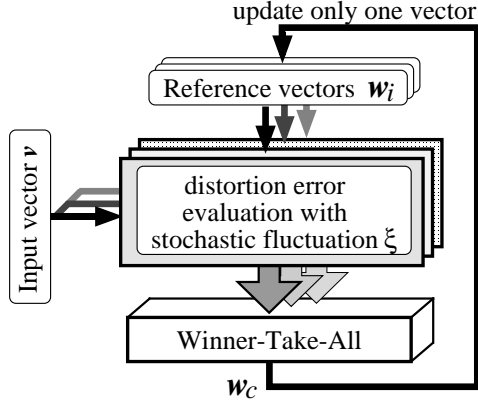 update only one vector
Reference vectors w_i
Input vector v
distortion error
evaluation with
stochastic fluctuation ξ
Winner-Take-All
w_c